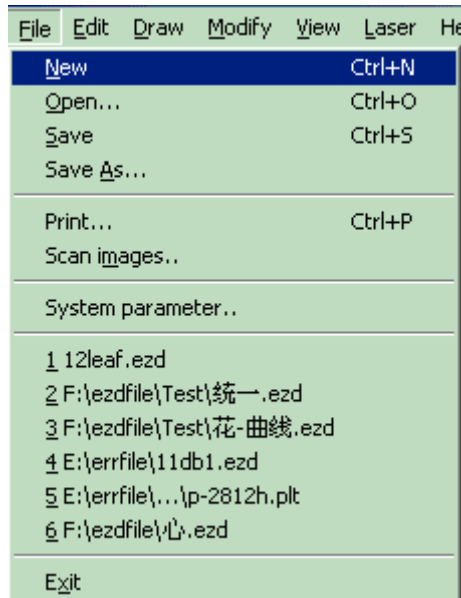 File Edit Draw Modify View Laser He
New Ctrl+N
Open... Ctrl+O
Save Ctrl+S
Save As...
Print... Ctrl+P
Scan images..
System parameter..
1 12leaf.ezd
2 F:\ezdfile\Test\统一.ezd
3 F:\ezdfile\Test\花-曲线.ezd
4 E:\errfile\11db1.ezd
5 E:\errfile\...\p-2812h.plt
6 F:\ezdfile\心.ezd
Exit